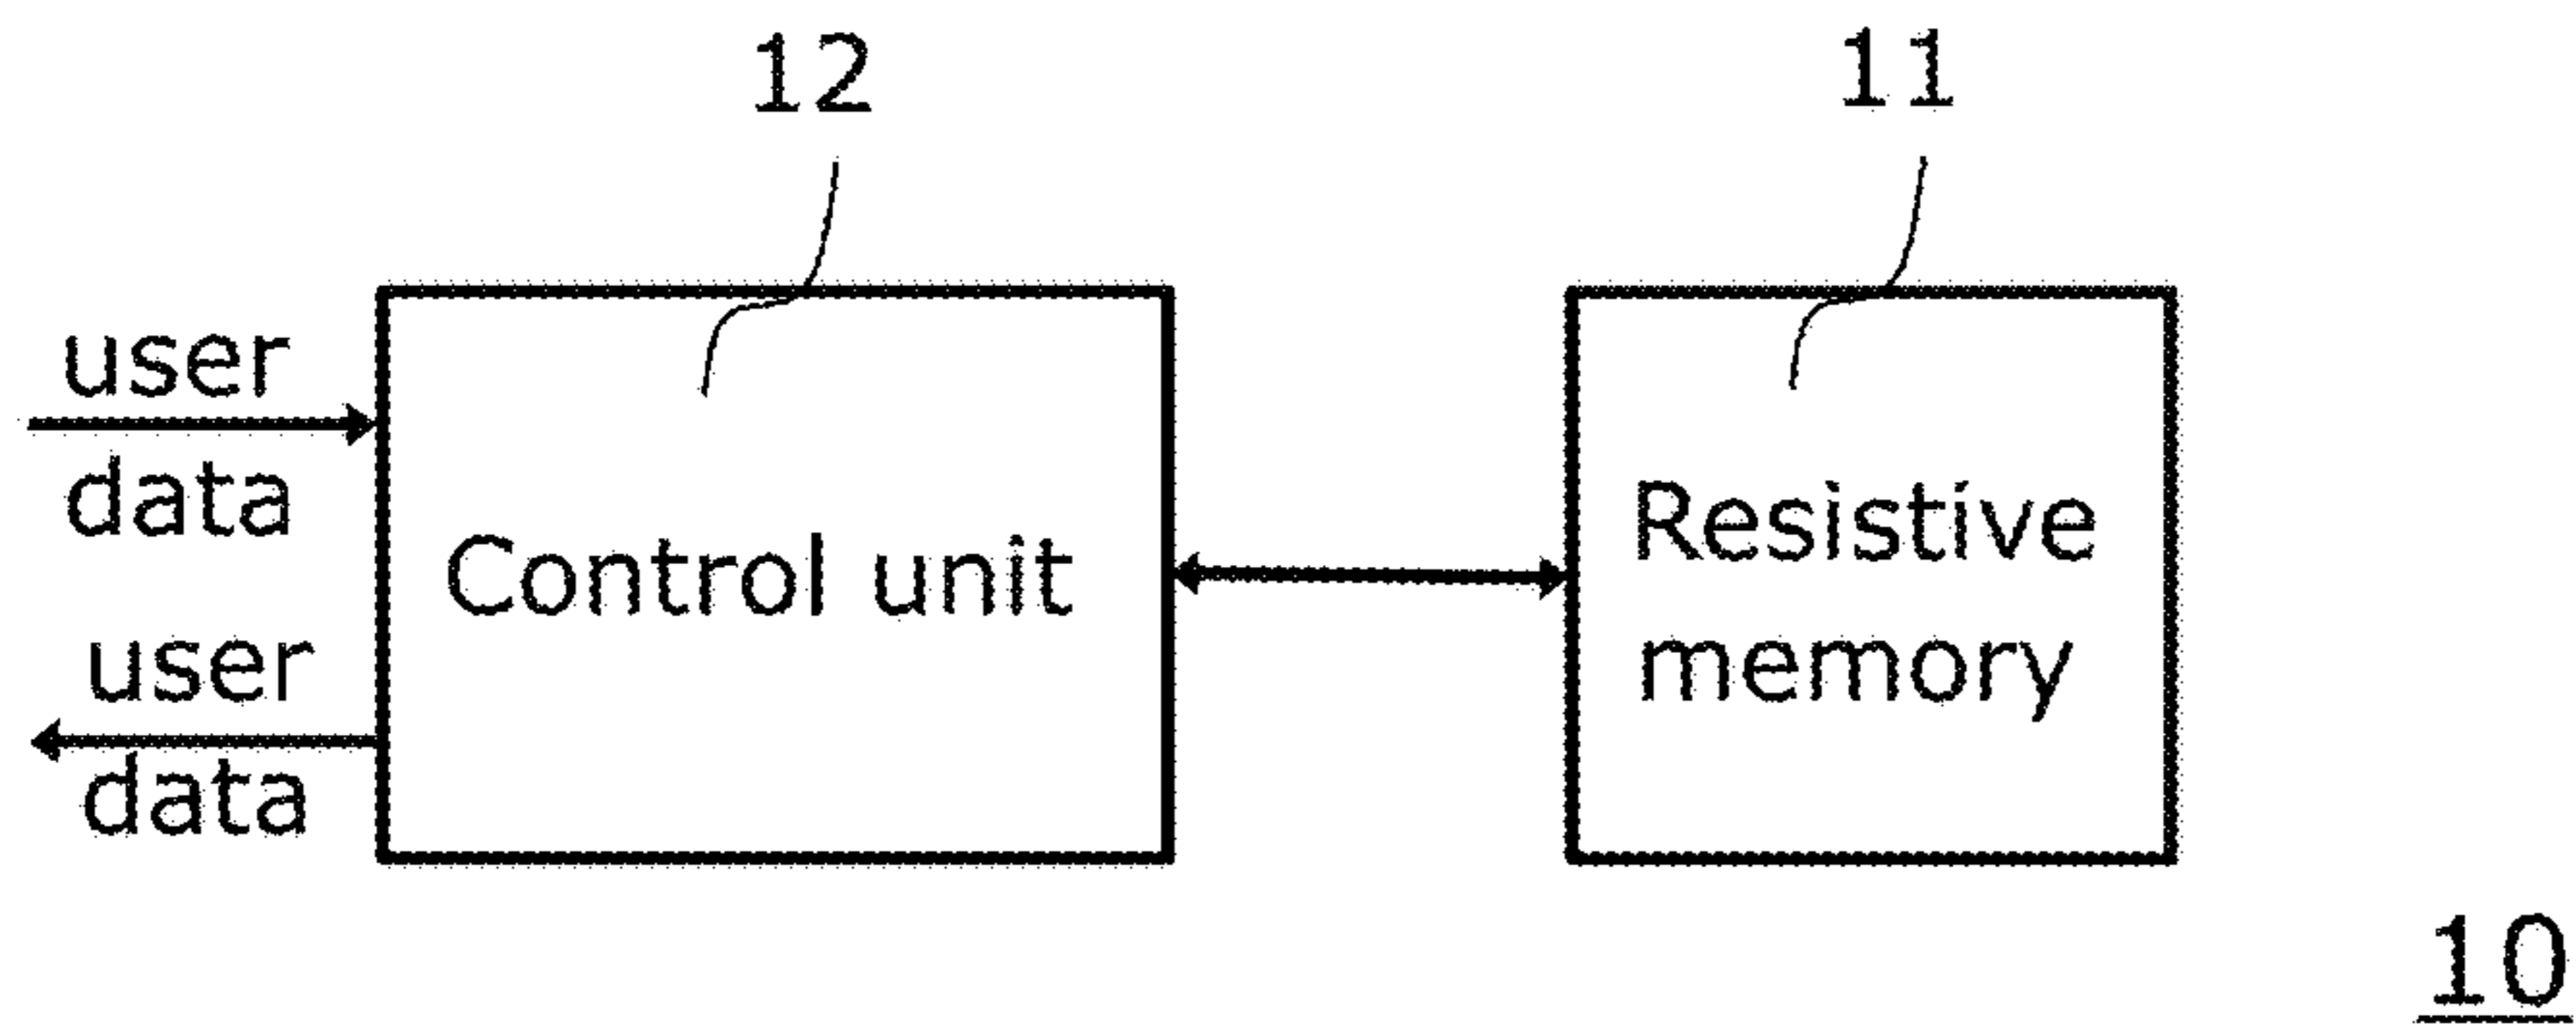 12
11
user
data
Control unit
Resistive
memory
user
data
10